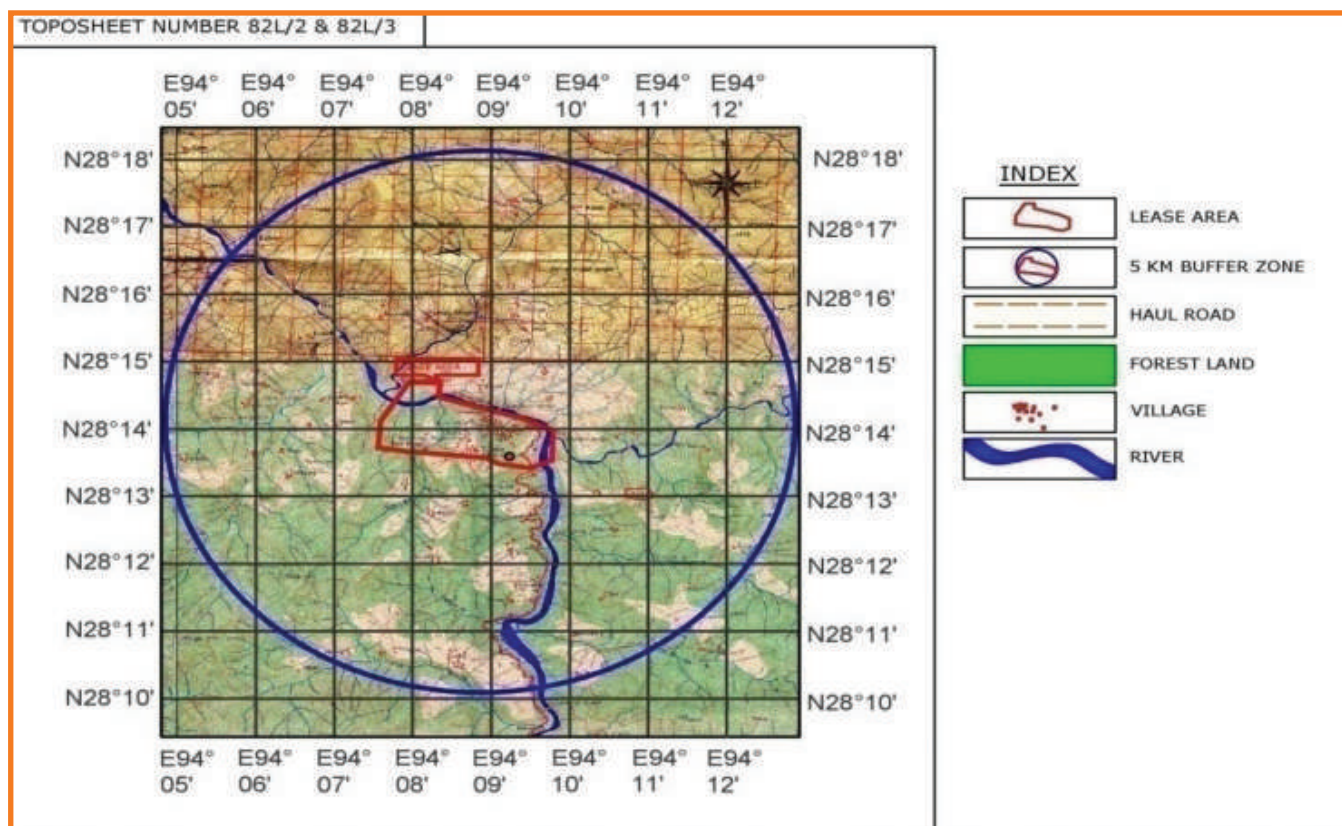 TOPOSHEET NUMBER 82L/2 & 82L/3
E94° E94° E94° E94° E94° E94° E94° E94°
05' 06' 07' 08' 09' 10' 11' 12'
N28°18' N28°18'
N28°17' N28°17'
N28°16' N28°16'
N28°15' N28°15'
N28°14' N28°14'
N28°13' N28°13'
N28°12' N28°12'
N28°11' N28°11'
N28°10' N28°10'
E94° E94° E94° E94° E94° E94° E94° E94°
05' 06' 07' 08' 09' 10' 11' 12'
INDEX
LEASE AREA
5 KM BUFFER ZONE
HAUL ROAD
FOREST LAND
VILLAGE
RIVER